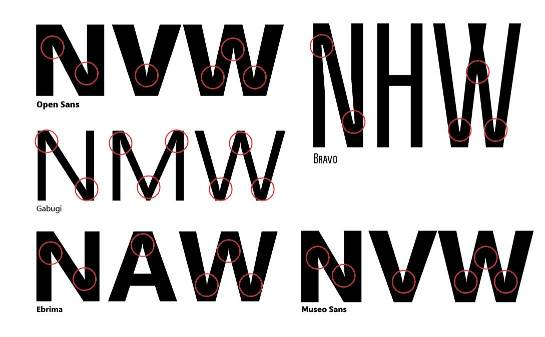 NVW
Open Sans
NHW
Bravo
NMW
Gabugi
NAW
Ebrima
NVW
Museo Sans